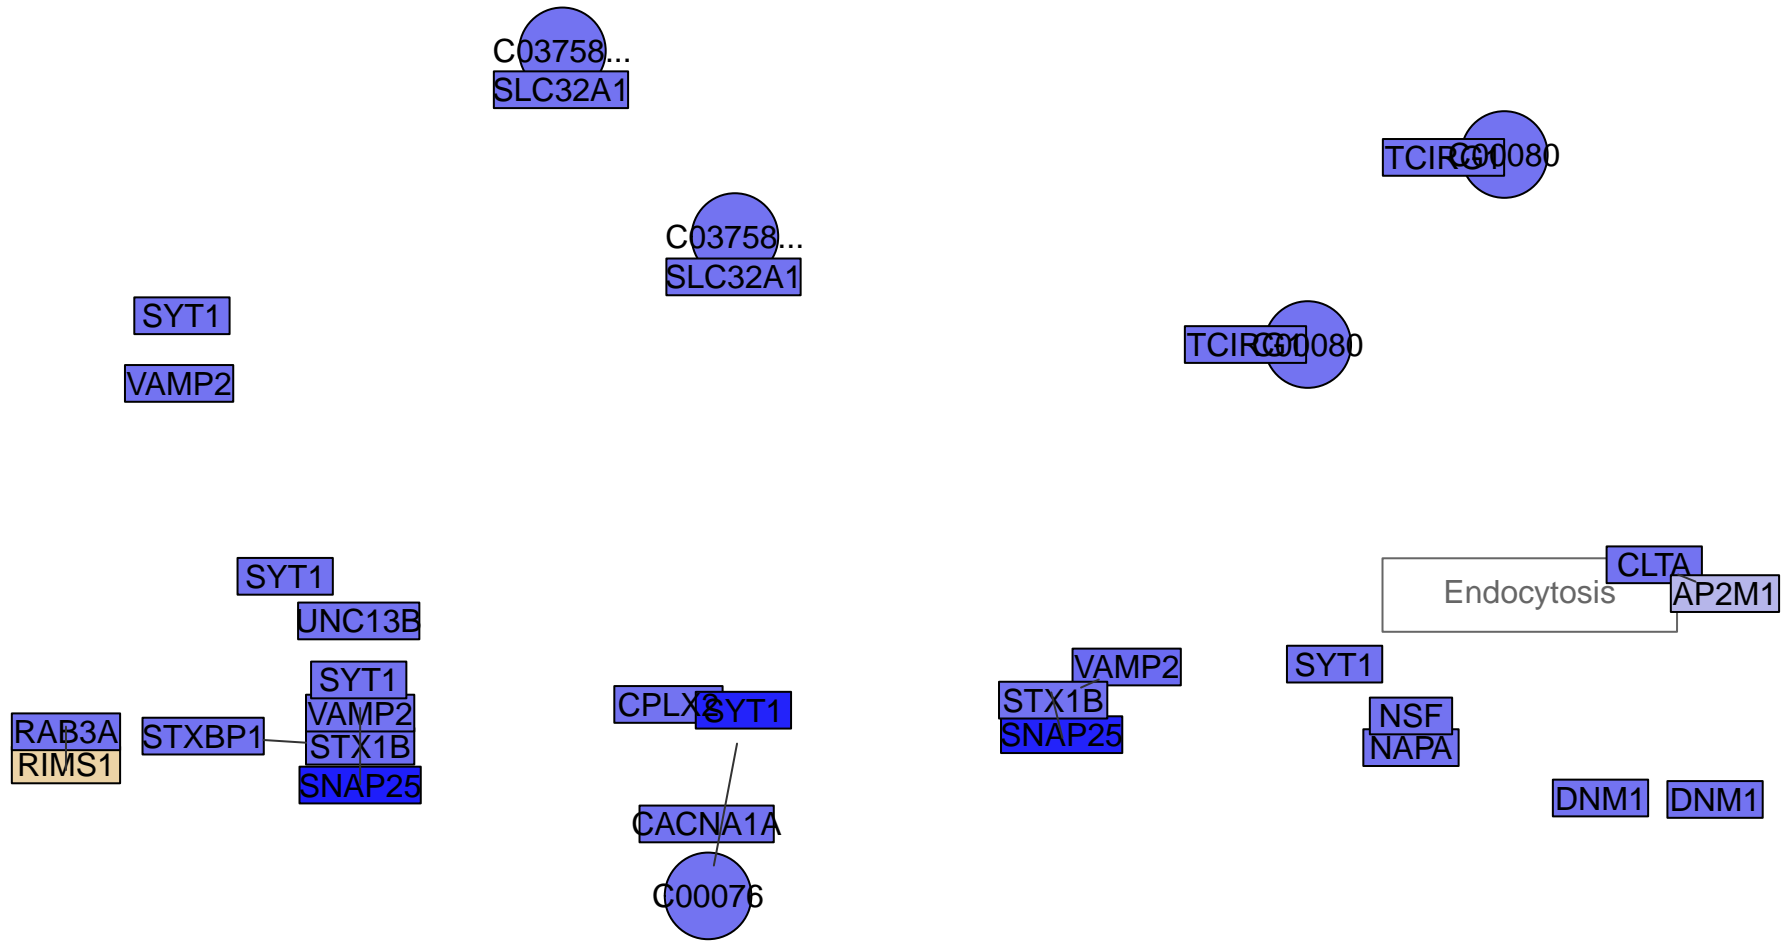 C03758...
SLC32A1
TCIRG1
C00080
C03758...
SLC32A1
SYT1
TCIRG1
C00080
VAMP2
SYT1
CLTA
Endocytosis
AP2M1
UNC13B
SYT1
VAMP2
SYT1
STX1B
CPLX2
SYT1
VAMP2
NSF
RAB3A
STXBP1
STX1B
SNAP25
NAPA
RIMS1
SNAP25
DNM1
DNM1
CACNA1A
C00076